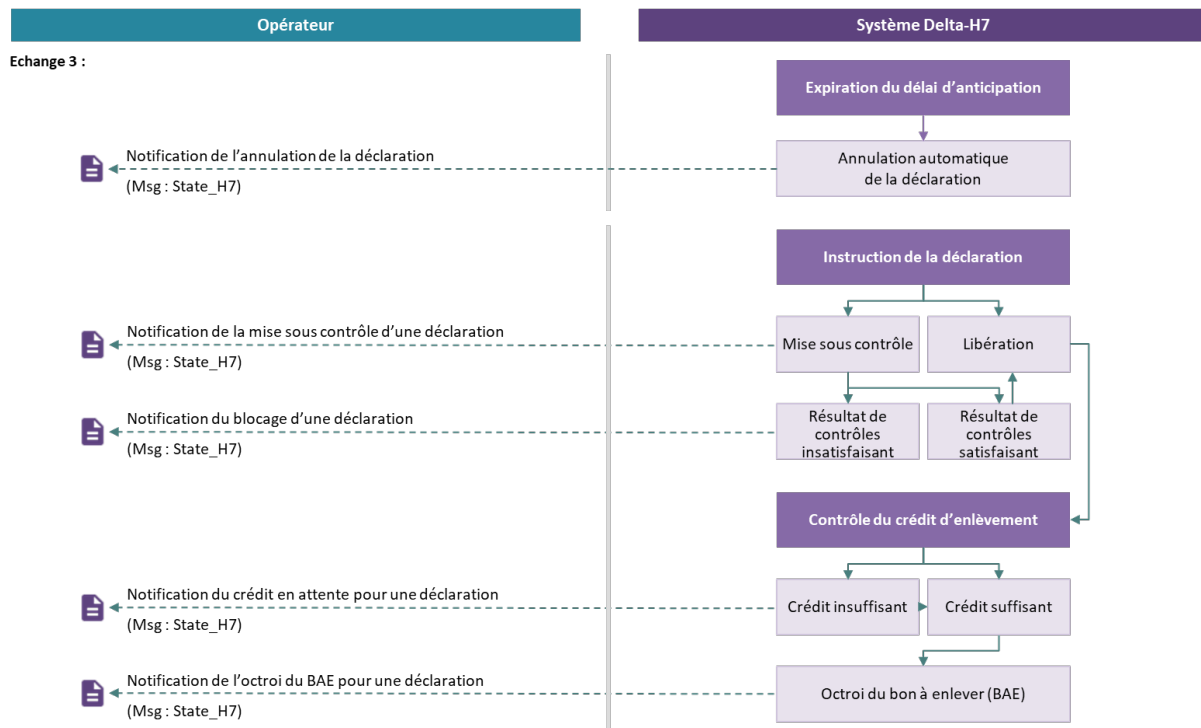 Opérateur
Système Delta-H7
Echange 3 :
Expiration du délai d’anticipation
Notification de l’annulation de la déclaration
(Msg : State_H7)
Annulation automatique
de la déclaration
Instruction de la déclaration
Notification de la mise sous contrôle d’une déclaration
(Msg : State_H7)
Mise sous contrôle
Libération
Notification du blocage d’une déclaration
(Msg : State_H7)
Résultat de
contrôles
insatisfaisant
Résultat de
contrôles
satisfaisant
Contrôle du crédit d’enlèvement
Notification du crédit en attente pour une déclaration
(Msg : State_H7)
Crédit insuffisant
Crédit suffisant
Notification de l’octroi du BAE pour une déclaration
(Msg : State_H7)
Octroi du bon à enlever (BAE)